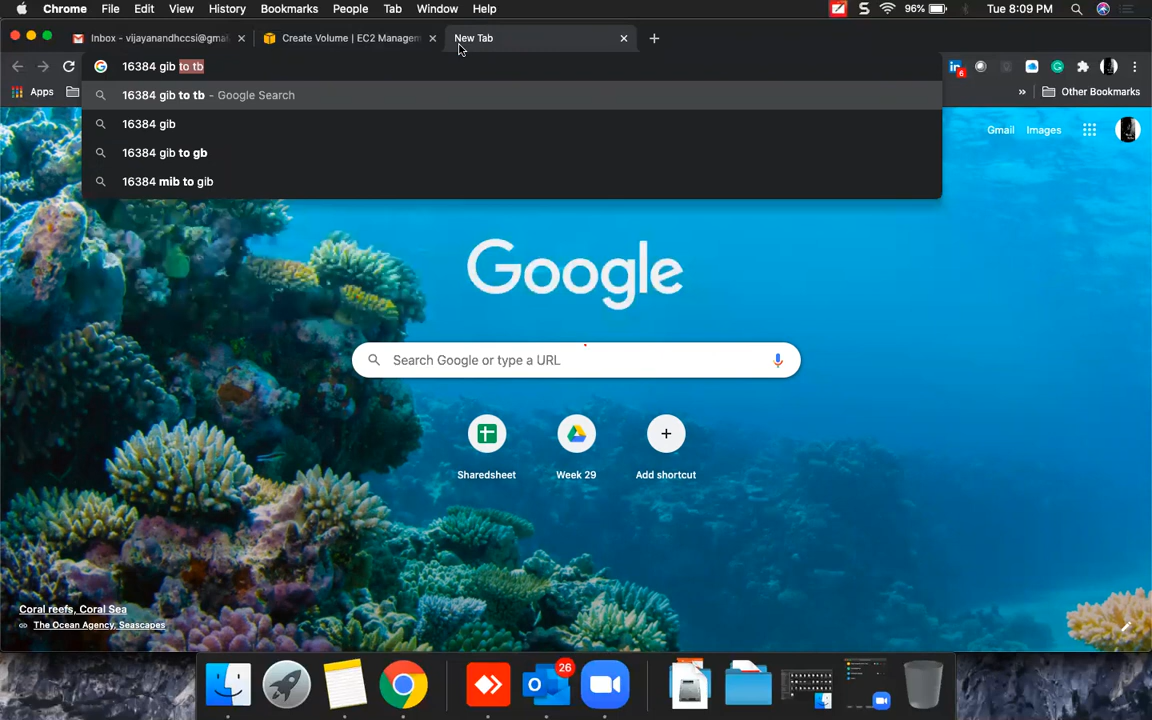 Chrome File Edit View History Bookmarks People Tab Window Help 96% Tue 8:09 PM
Inbox - vijayanandhccsi@gma Create Volume | EC2 Managem New Tab
16384 gib to tb
6
Apps Other Bookmarks
16384 gib to tb - Google Search
16384 gib
16384 gib to gb
16384 mib to gib
Gmail Images
Google
Search Google or type a URL
Sharedsheet Week 29 Add shortcut
Coral reefs, Coral Sea
The Ocean Agency, Seascapes
26